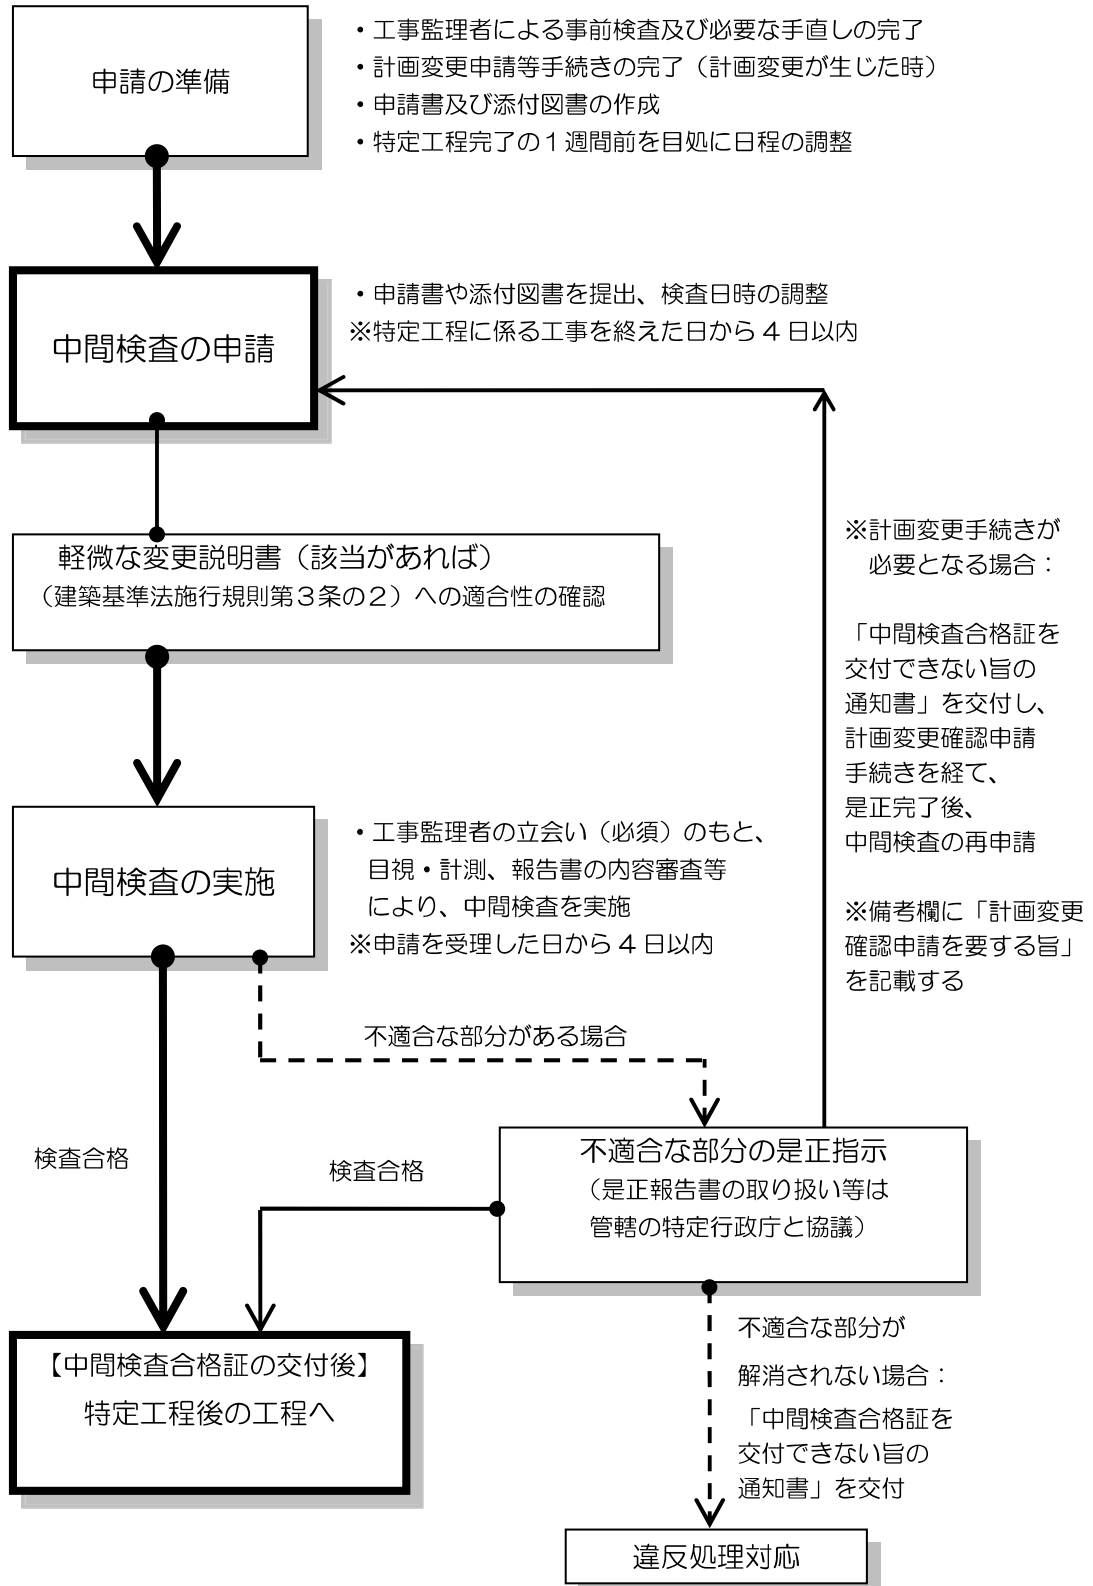 申請の準備
・工事監理者による事前検査及び必要な手直しの完了
・計画変更申請等手続きの完了（計画変更が生じた時）
・申請書及び添付図書の作成
・特定工程完了の１週間前を目処に日程の調整
中間検査の申請
・申請書や添付図書を提出、検査日時の調整
※特定工程に係る工事を終えた日から 4 日以内
軽微な変更説明書（該当があれば）
（建築基準法施行規則第３条の２）への適合性の確認
※計画変更手続きが
必要となる場合：
「中間検査合格証を
交付できない旨の
通知書」を交付し、
計画変更確認申請
手続きを経て、
是正完了後、
中間検査の再申請
※備考欄に「計画変更
確認申請を要する旨」
を記載する
中間検査の実施
・工事監理者の立会い（必須）のもと、
目視・計測、報告書の内容審査等
により、中間検査を実施
※申請を受理した日から 4 日以内
不適合な部分がある場合
検査合格
検査合格
不適合な部分の是正指示
（是正報告書の取り扱い等は
管轄の特定行政庁と協議）
【中間検査合格証の交付後】
特定工程後の工程へ
不適合な部分が
解消されない場合：
「中間検査合格証を
交付できない旨の
通知書」を交付
違反処理対応